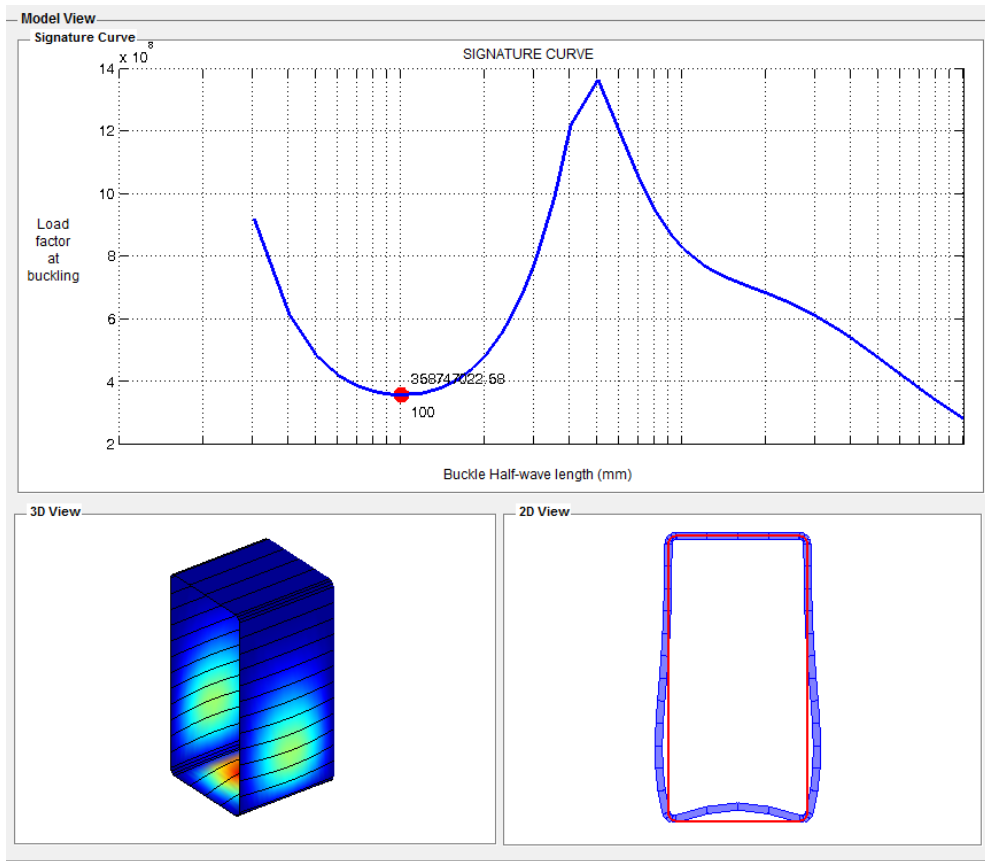 Model View
Signature Curve
x 10^8
SIGNATURE CURVE
14
12
10
8
6
4
2
Load
factor
at
buckling
358747022.58
100
Buckle Half-wave length (mm)
3D View
2D View